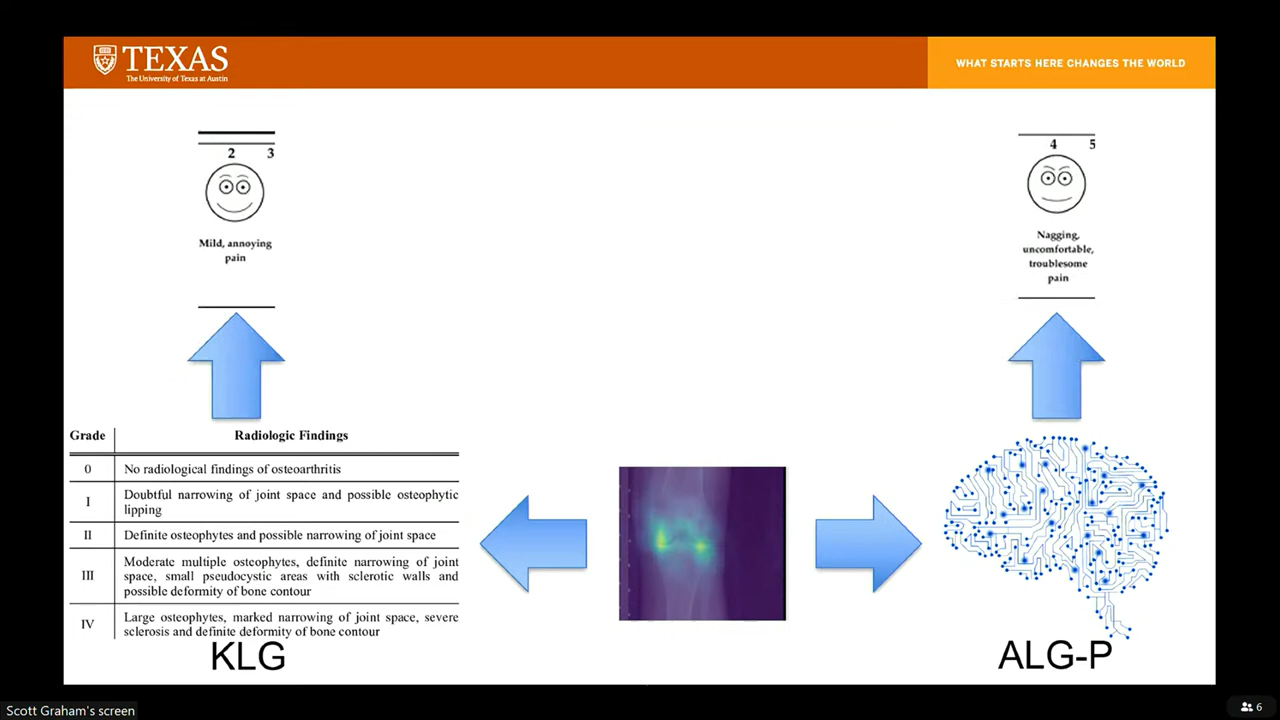 TEXAS
The University of Texas at Austin
WHAT STARTS HERE CHANGES THE WORLD
2 3
Mild, annoying
pain
4 5
Nagging,
uncomfortable,
troublesome
pain
Grade Radiologic Findings
0 No radiological findings of osteoarthritis
I Doubtful narrowing of joint space and possible osteophytic
lipping
II Definite osteophytes and possible narrowing of joint space
III Moderate multiple osteophytes, definite narrowing of joint
space, small pseudocystic areas with sclerotic walls and
possible deformity of bone contour
IV Large osteophytes, marked narrowing of joint space, severe
sclerosis and definite deformity of bone contour
KLG
ALG-P
Scott Graham's screen
6